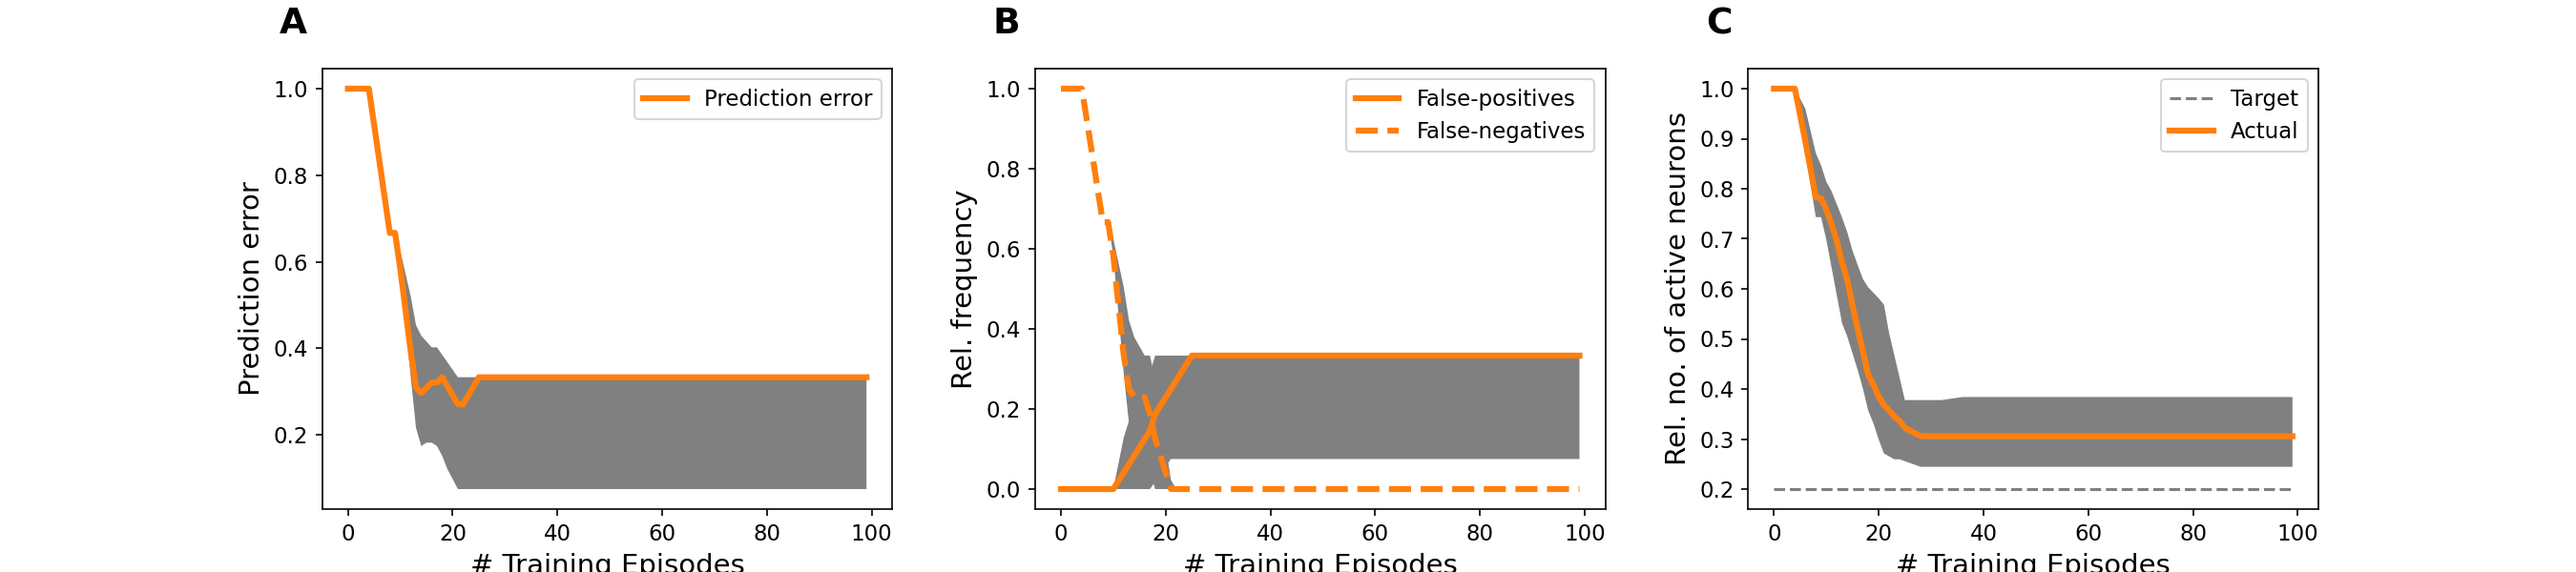 A
B
C
Prediction error
1.0
0.8
0.6
0.4
0.2
0
20
40
60
80
100
# Training Episodes
Prediction error
Rel. frequency
1.0
0.8
0.6
0.4
0.2
0.0
0
20
40
60
80
100
# Training Episodes
False-positives
False-negatives
Rel. no. of active neurons
1.0
0.9
0.8
0.7
0.6
0.5
0.4
0.3
0.2
0
20
40
60
80
100
# Training Episodes
Target
Actual